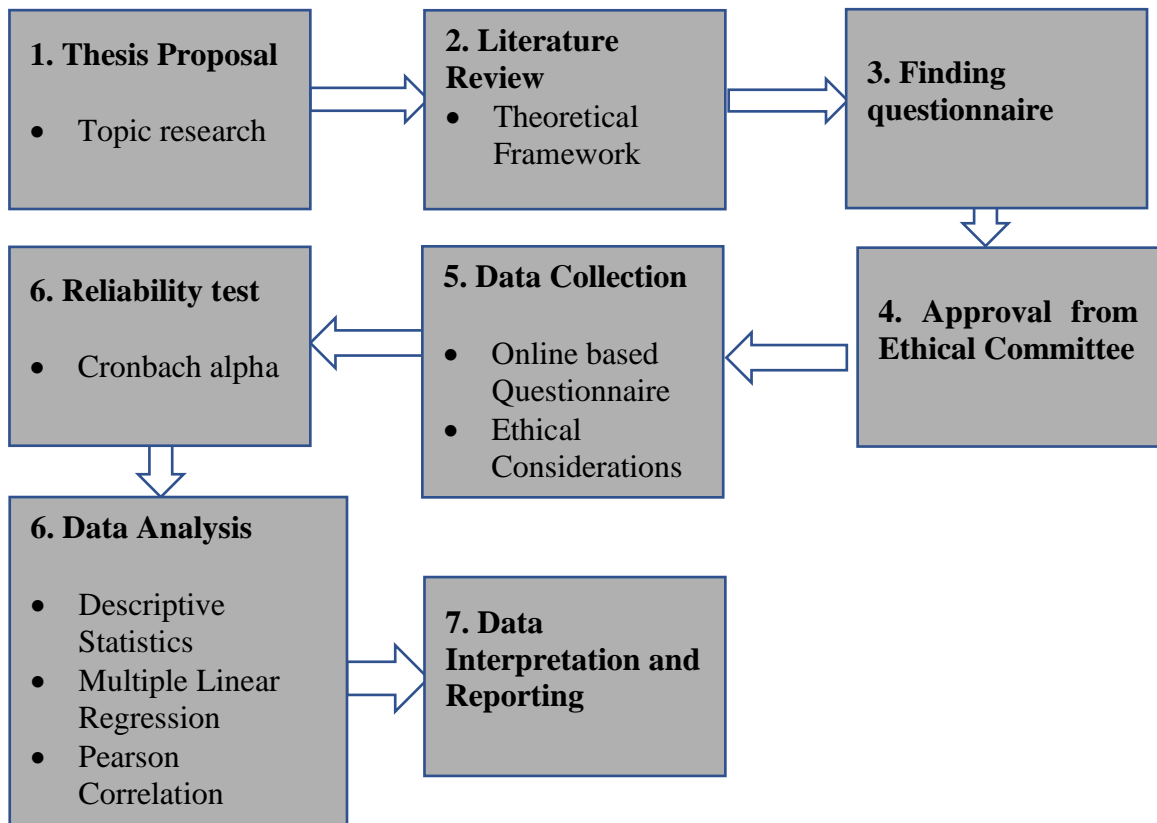 1. Thesis Proposal
• Topic research
2. Literature
Review
• Theoretical
Framework
3. Finding
questionnaire
4. Approval from
Ethical Committee
5. Data Collection
• Online based
Questionnaire
• Ethical
Considerations
6. Reliability test
• Cronbach alpha
6. Data Analysis
• Descriptive
Statistics
• Multiple Linear
Regression
• Pearson
Correlation
7. Data
Interpretation and
Reporting